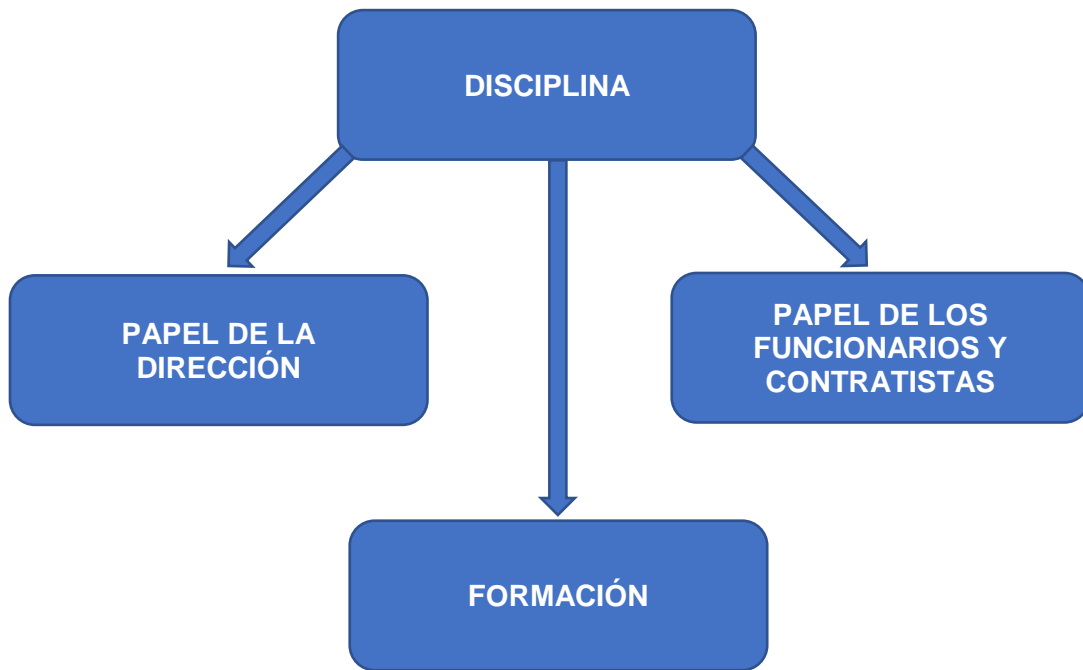 DISCIPLINA
PAPEL DE LA
DIRECCIÓN
PAPEL DE LOS
FUNCIONARIOS Y
CONTRATISTAS
FORMACIÓN